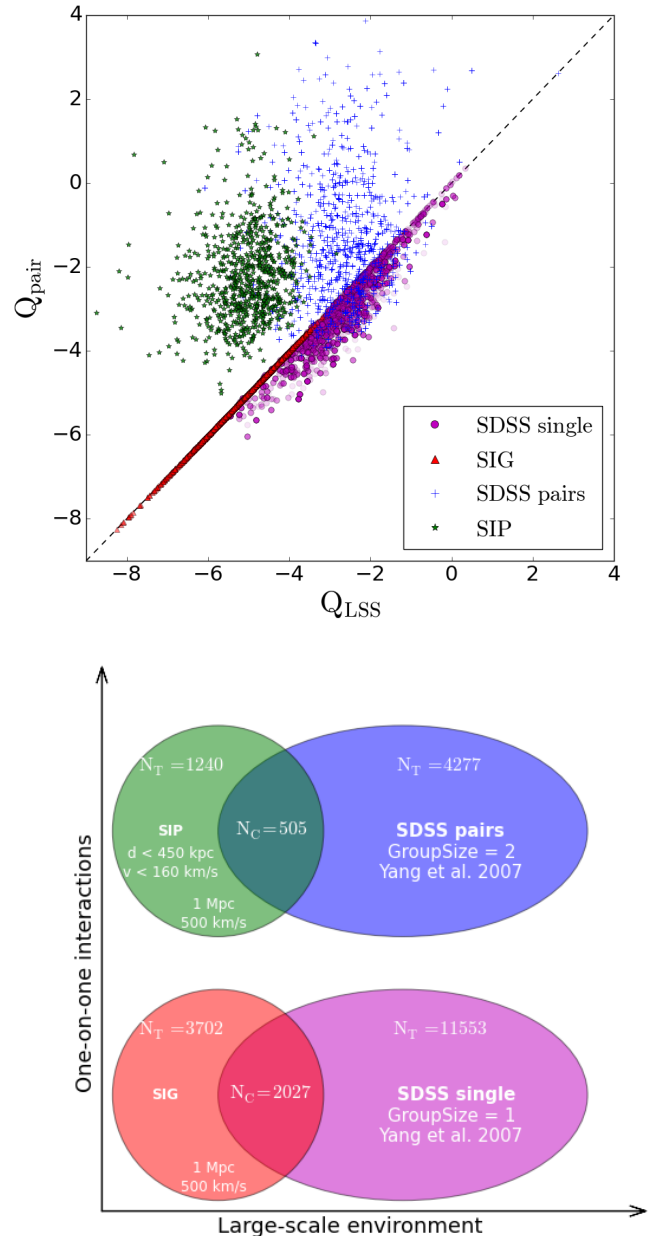 4
2
0
−2
−4
−6
−8
Q_pair
SDSS single
SIG
SDSS pairs
SIP
−8 −6 −4 −2 0 2 4
Q_LSS
N_T =1240
N_T =4277
SIP
N_C =505
SDSS pairs
d < 450 kpc
GroupSize = 2
v < 160 km/s
Yang et al. 2007
1 Mpc
500 km/s
One-on-one interactions
N_T =3702
N_T =11553
SIG
N_C =2027
SDSS single
GroupSize = 1
Yang et al. 2007
1 Mpc
500 km/s
Large-scale environment